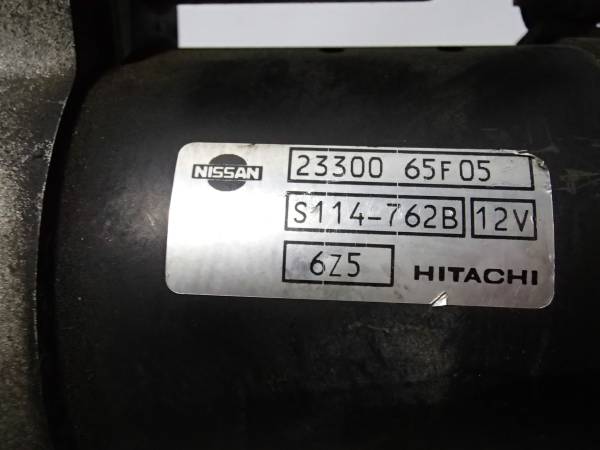 NISSAN
23300 65F05
S114-762B 12V
6Z5 HITACHI